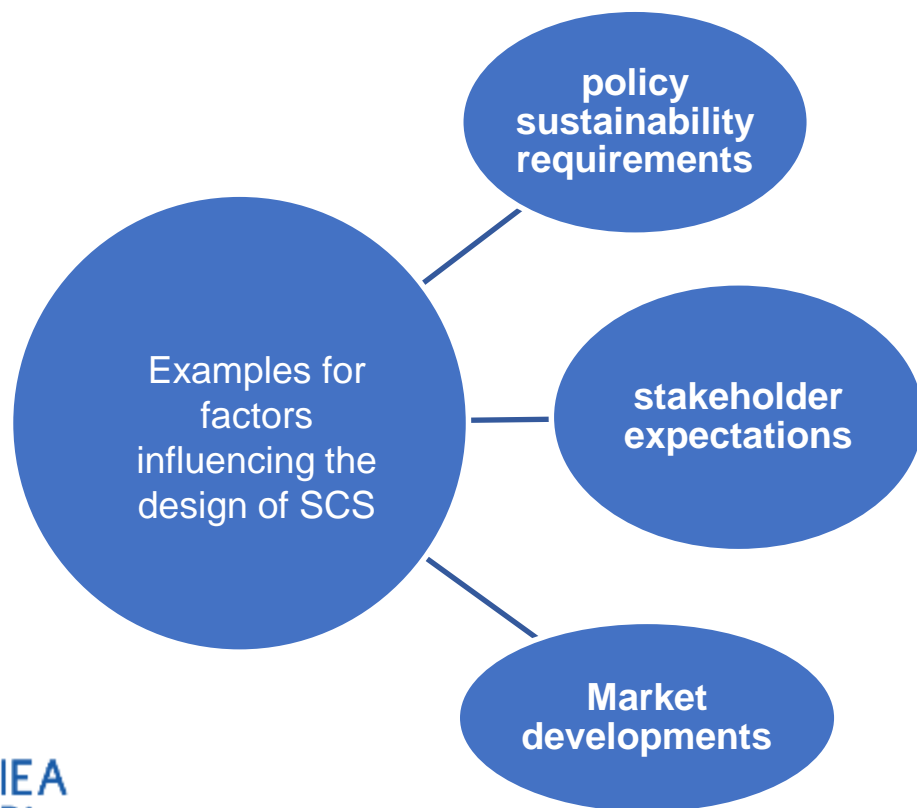 policy
sustainability
requirements
Examples for
factors
influencing the
design of SCS
stakeholder
expectations
Market
developments
IEA